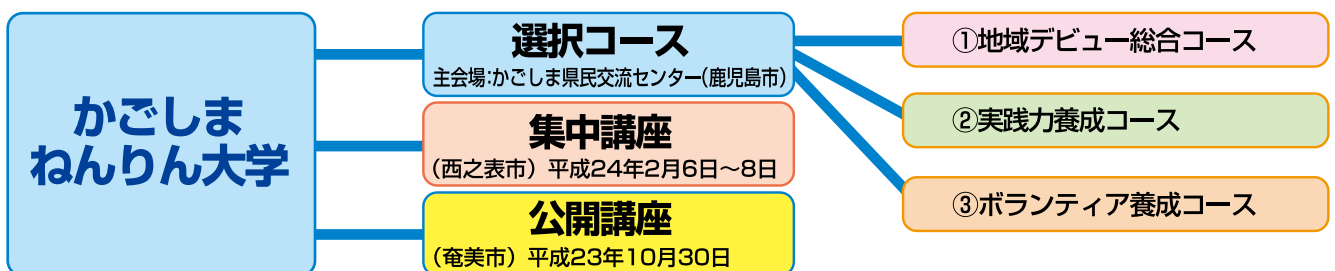 かごしま
ねんりん大学
選択コース
主会場:かごしま県民交流センター(鹿児島市)
集中講座
（西之表市）平成24年2月6日～8日
公開講座
（奄美市）平成23年10月30日
①地域デビュー総合コース
②実践力養成コース
③ボランティア養成コース